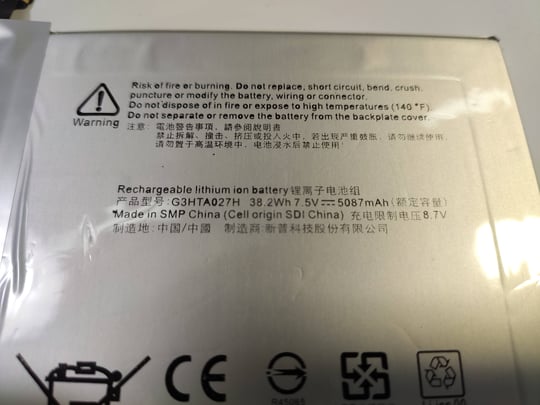 Risk of fire or burning. Do not replace, short circuit, bend, crush,
puncture or modify the battery, wiring or connector.
Do not dispose of in fire or expose to high temperatures (140 °F).
Do not separate or remove the battery from the backplate cover.
Warning
注意: 電池警告事項, 請參閱說明書
禁止拆解、撞击、挤压或投入火中, 若出现严重鼓胀, 请勿继续使用,
请勿置于高温环境中, 电池浸水后禁止使用!
Rechargeable lithium ion battery 锂离子电池组
产品型号: G3HTA027H 38.2Wh 7.5V⎓5087mAh (额定容量)
Made in SMP China (Cell origin SDI China) 充电限制电压8.7V
制造地: 中国/中國 制造商: 新普科技股份有限公司
CE